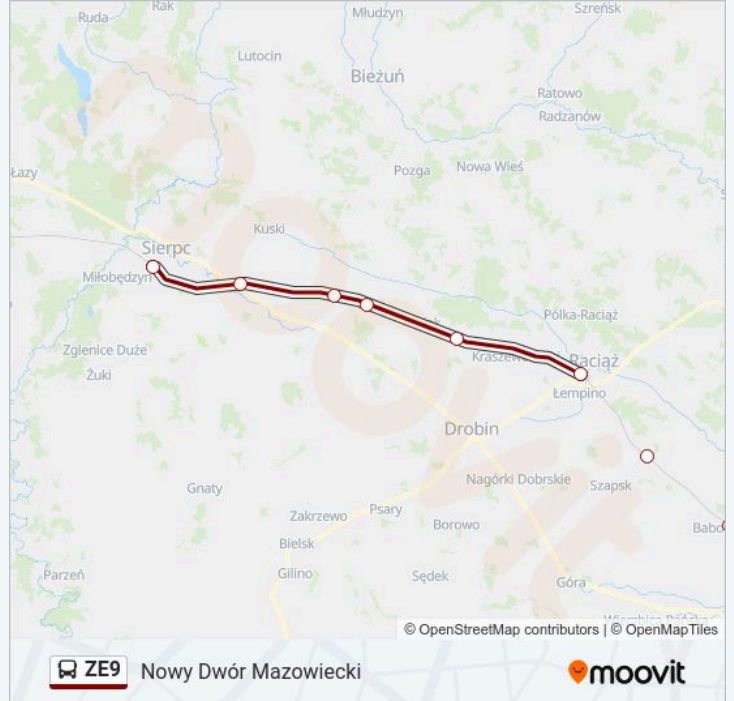 Ruda
Rak
Młudzyn
Szreńsk
Lutocin
Bieżuń
Ratowo
Radzanów
Łazy
Pozga
Nowa Wieś
Kuski
Sierpc
Miłobędzyn
Pólka-Raciąż
Zglenice Duże
Kraszewo
Raciąż
Żuki
Łempino
Drobin
Nagórki Dobrskie
Szapsk
Gnaty
Zakrzewo
Psary
Borowo
Babo
Bielsk
Gilino
Sędek
Parzeń
Góra
© OpenStreetMap contributors | © OpenMapTiles
ZE9 Nowy Dwór Mazowiecki
moovit